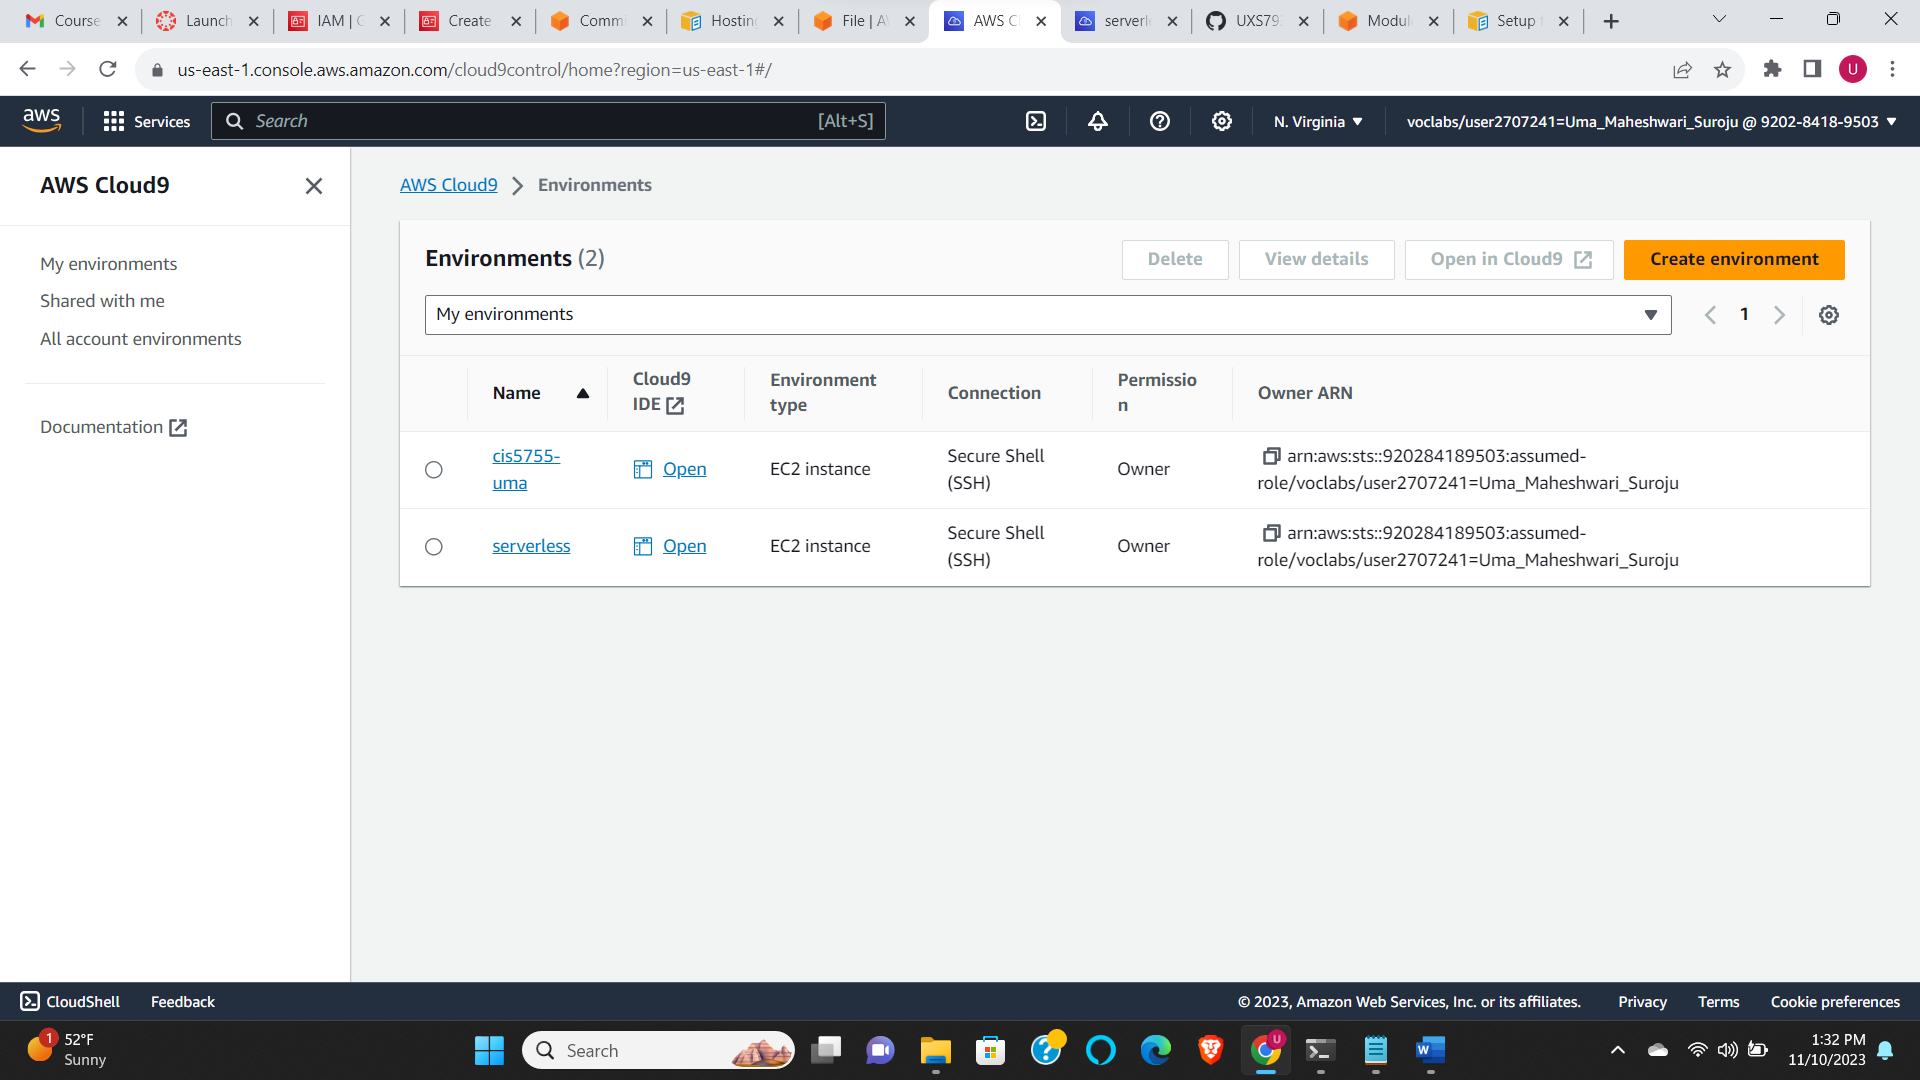 Course
Launch
IAM | G
Create
Commi
Hosting
File | AW
AWS Cl
serverle
UXS79
Modul
Setup f
us-east-1.console.aws.amazon.com/cloud9control/home?region=us-east-1#/
U
aws
Services
Search
[Alt+S]
N. Virginia
voclabs/user2707241=Uma_Maheshwari_Suroju @ 9202-8418-9503
AWS Cloud9
My environments
Shared with me
All account environments
Documentation
AWS Cloud9 > Environments
Environments (2)
Delete
View details
Open in Cloud9
Create environment
My environments
1
Name
Cloud9
IDE
Environment
type
Connection
Permissio
n
Owner ARN
cis5755-
uma
Open
EC2 instance
Secure Shell
(SSH)
Owner
arn:aws:sts::920284189503:assumed-
role/voclabs/user2707241=Uma_Maheshwari_Suroju
serverless
Open
EC2 instance
Secure Shell
(SSH)
Owner
arn:aws:sts::920284189503:assumed-
role/voclabs/user2707241=Uma_Maheshwari_Suroju
CloudShell
Feedback
© 2023, Amazon Web Services, Inc. or its affiliates.
Privacy
Terms
Cookie preferences
1
52°F
Sunny
Search
U
1:32 PM
11/10/2023